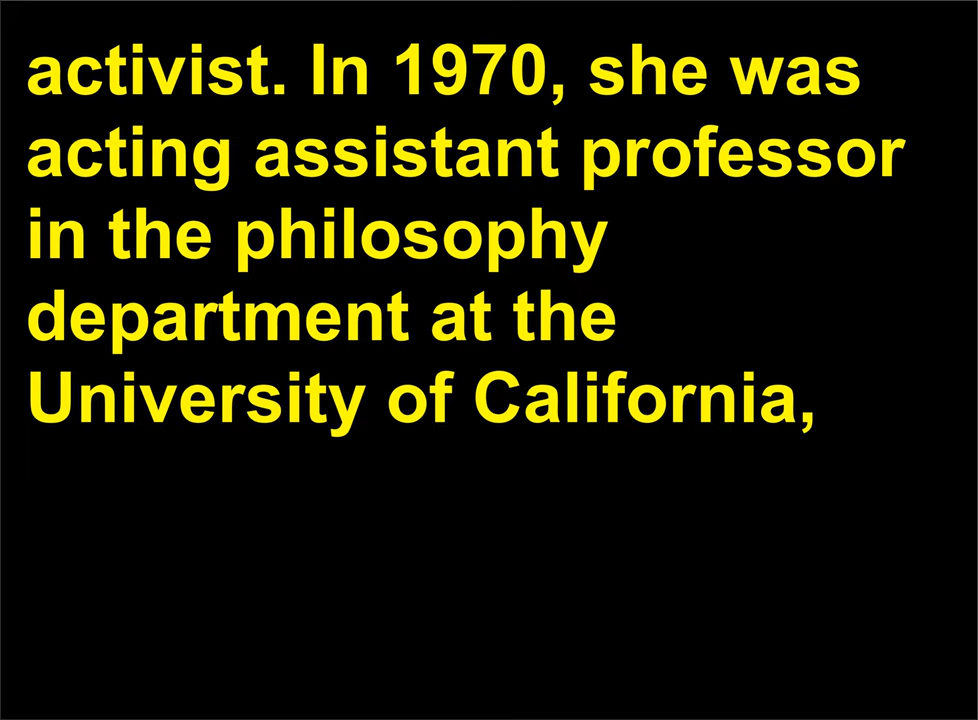 activist. In 1970, she was
acting assistant professor
in the philosophy
department at the
University of California,